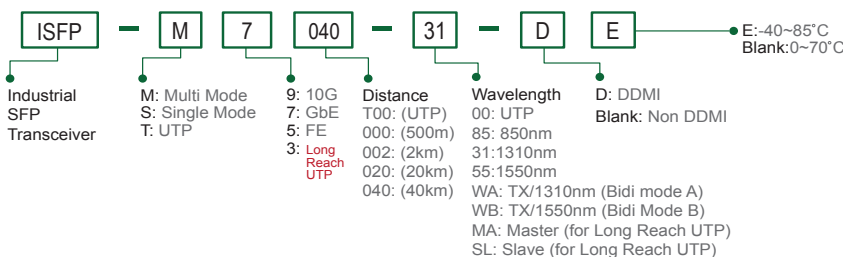 ISFP - M 7 040 - 31 - D E
E:-40~85°C
Blank:0~70°C
Industrial
SFP
Transceiver
M: Multi Mode
S: Single Mode
T: UTP
9: 10G
7: GbE
5: FE
3: Long
Reach
UTP
Distance
T00: (UTP)
000: (500m)
002: (2km)
020: (20km)
040: (40km)
Wavelength
00: UTP
85: 850nm
31:1310nm
55:1550nm
WA: TX/1310nm (Bidi mode A)
WB: TX/1550nm (Bidi Mode B)
MA: Master (for Long Reach UTP)
SL: Slave (for Long Reach UTP)
D: DDMI
Blank: Non DDMI